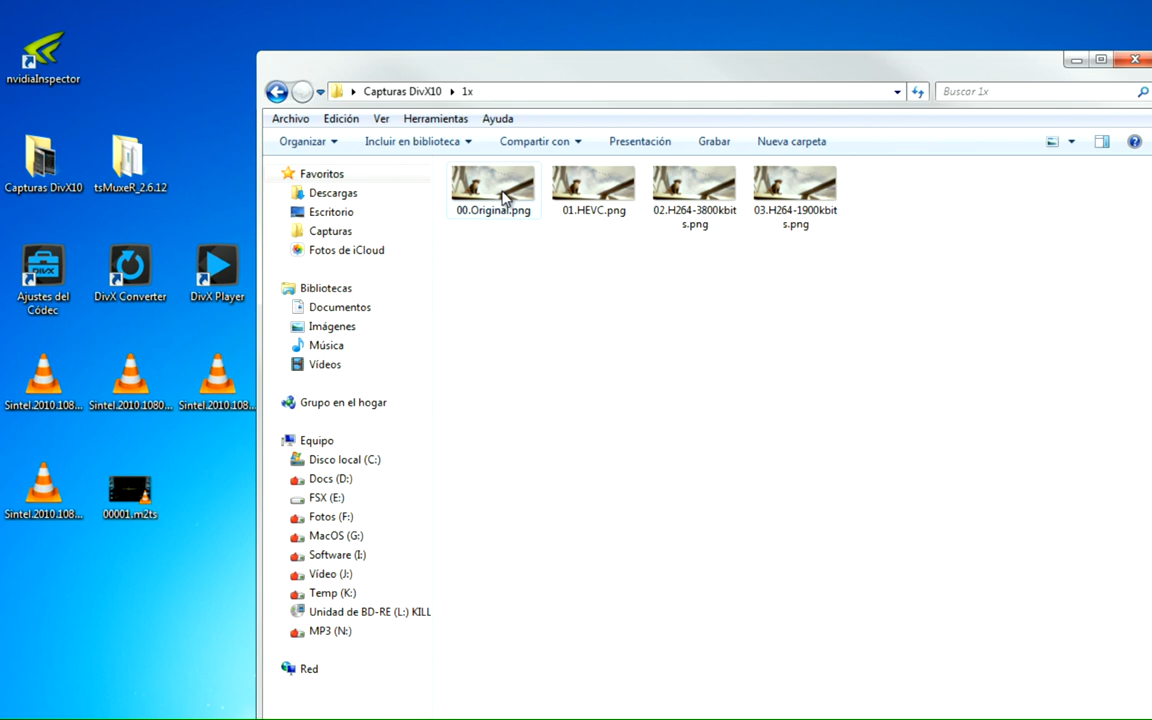 nvidiaInspector
Capturas DivX10
tsMuxeR_2.6.12
Ajustes del
Códec
DivX Converter
DivX Player
Sintel.2010.108...
Sintel.2010.1080...
Sintel.2010.108...
Sintel.2010.108...
00001.m2ts
Capturas DivX10
1x
Buscar 1x
Archivo
Edición
Ver
Herramientas
Ayuda
Organizar
Incluir en biblioteca
Compartir con
Presentación
Grabar
Nueva carpeta
Favoritos
Descargas
Escritorio
Capturas
Fotos de iCloud
Bibliotecas
Documentos
Imágenes
Música
Vídeos
Grupo en el hogar
Equipo
Disco local (C:)
Docs (D:)
FSX (E:)
Fotos (F:)
MacOS (G:)
Software (I:)
Vídeo (J:)
Temp (K:)
Unidad de BD-RE (L:) KILL
MP3 (N:)
Red
00.Original.png
01.HEVC.png
02.H264-3800kbit
s.png
03.H264-1900kbit
s.png
DIVX